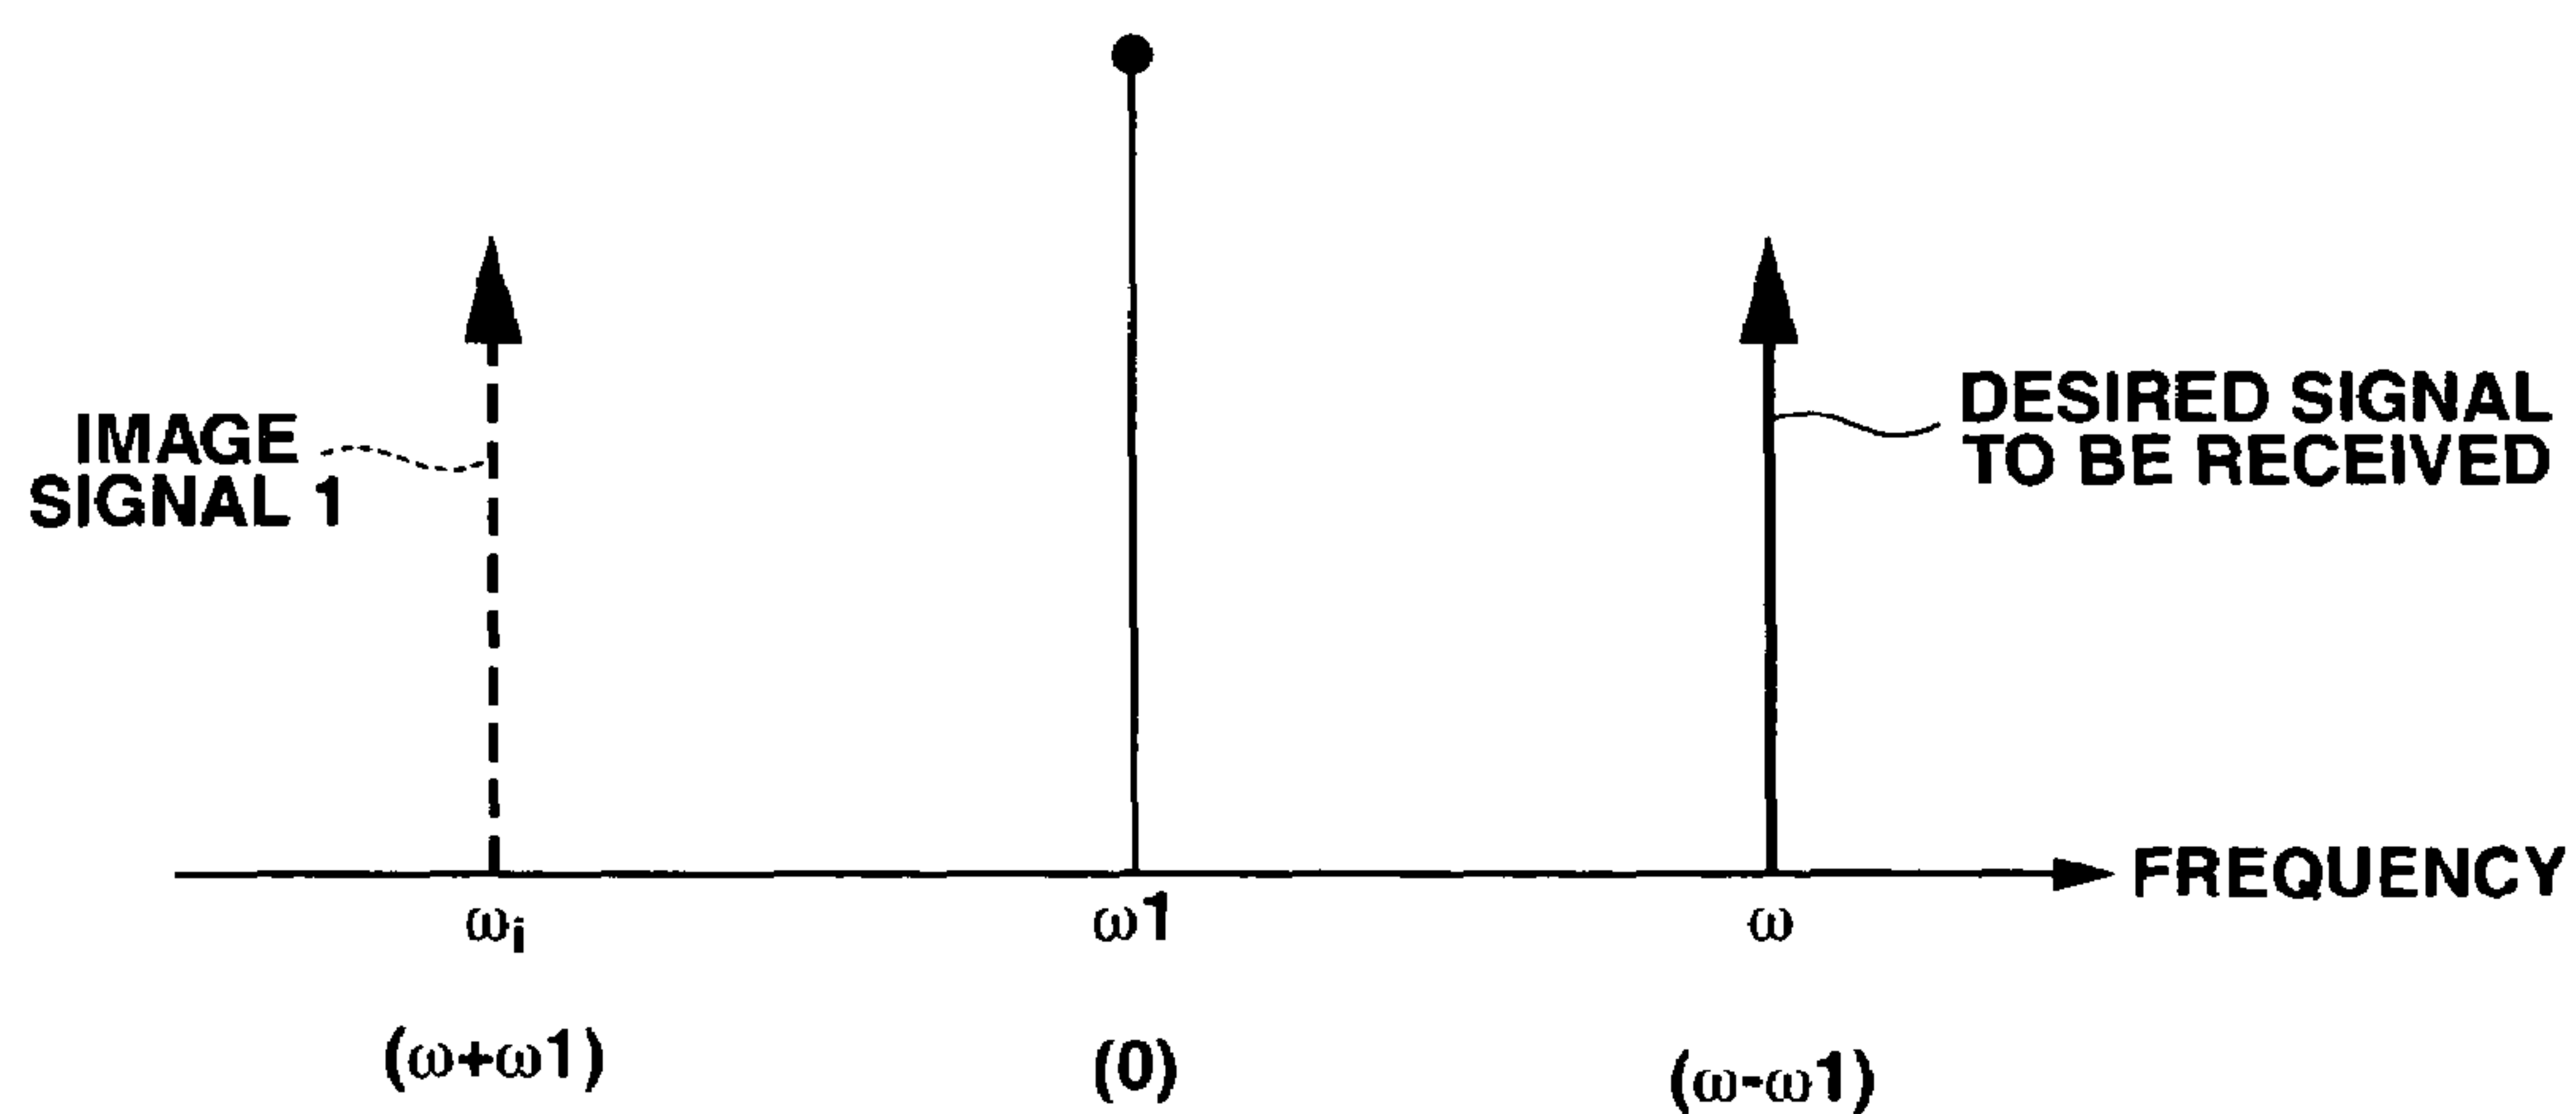 IMAGE
SIGNAL 1
DESIRED SIGNAL
TO BE RECEIVED
FREQUENCY
ωi
ω1
ω
(ω+ω1)
(0)
(ω-ω1)